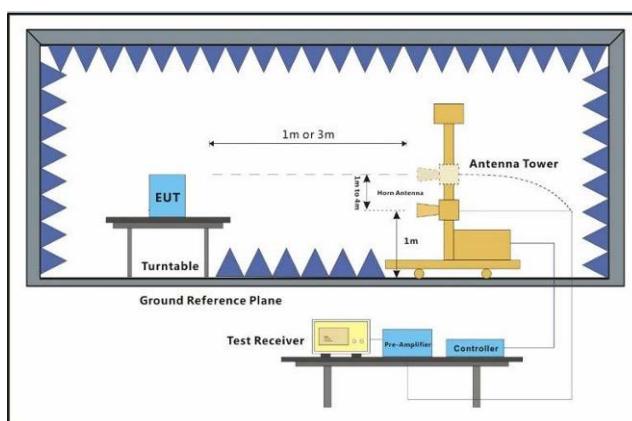 1m or 3m
Antenna Tower
1m to 4m
Horn Antenna
EUT
1m
Turntable
Ground Reference Plane
Test Receiver
Pre-Amplifier
Controller